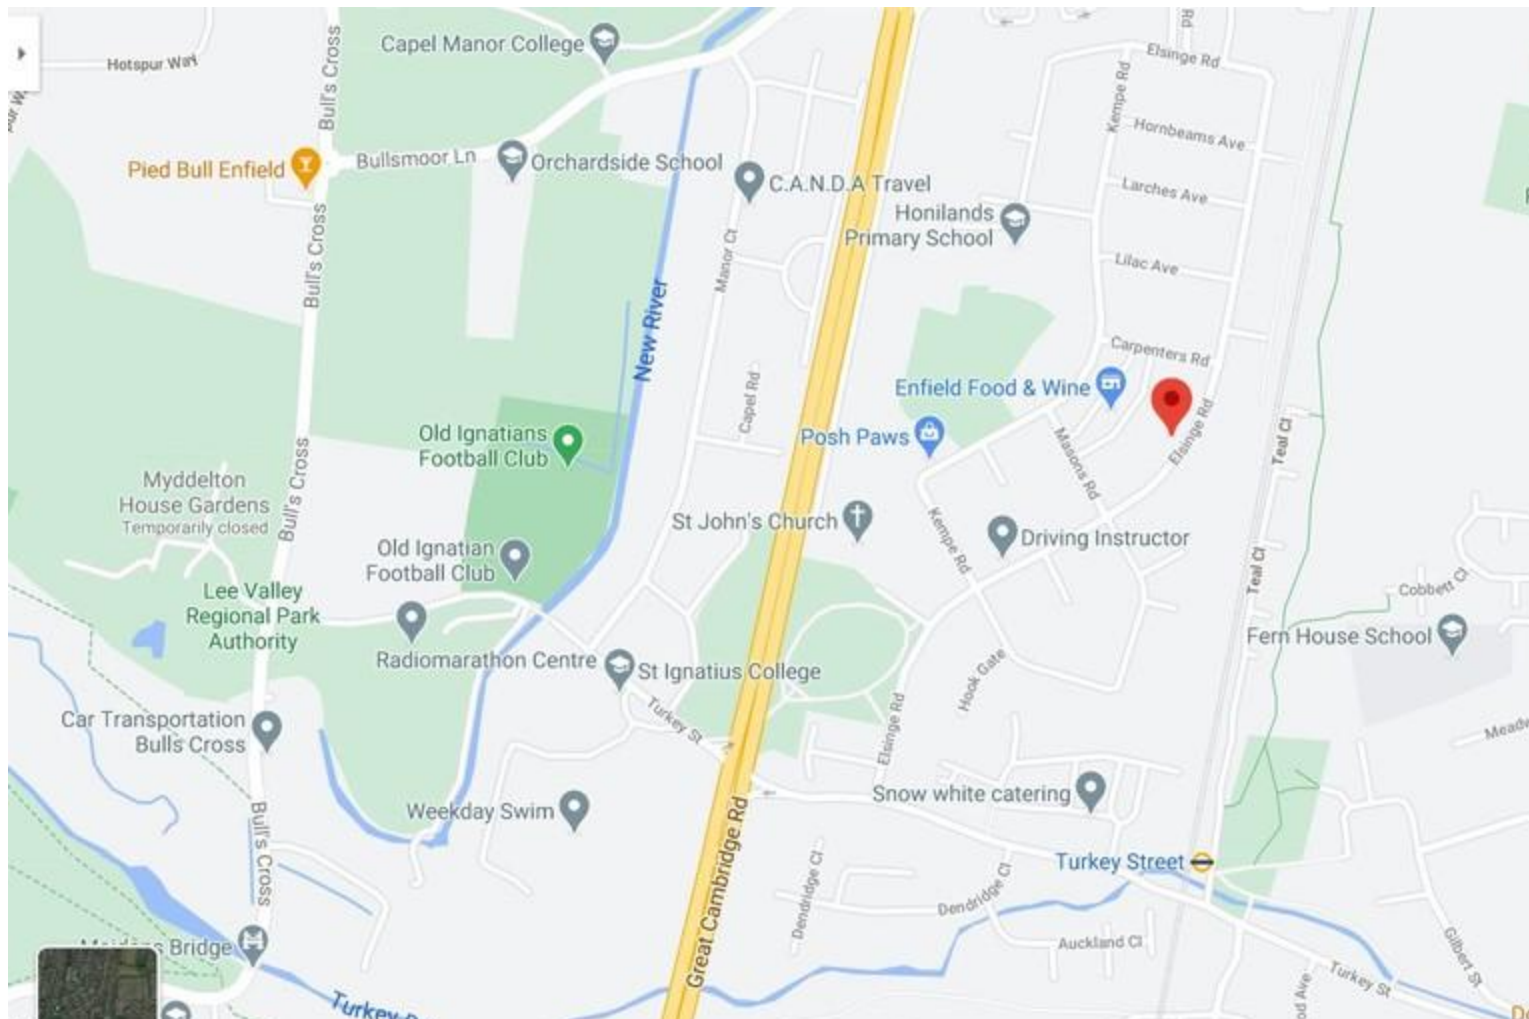 Hotspur Way
Bull's Cross
Capel Manor College
Elsinge Rd
Rd
Kempe Rd
Hornbeams Ave
Pied Bull Enfield
Bullsmoor Ln
Orchardside School
C.A.N.D.A Travel
Larches Ave
Honilands
Primary School
Bull's Cross
Manor Ct
Lilac Ave
New River
Carpenters Rd
Enfield Food & Wine
Capel Rd
Posh Paws
Elsinge Rd
Masons Rd
Teal Cl
Old Ignatians
Football Club
Bull's Cross
Myddelton
House Gardens
Temporarily closed
St John's Church
Kempe Rd
Driving Instructor
Old Ignatian
Football Club
Teal Cl
Cobbett Cl
Lee Valley
Regional Park
Authority
Fern House School
Radiomarathon Centre
St Ignatius College
Hook Gate
Turkey St
Elsinge Rd
Car Transportation
Bulls Cross
Snow white catering
Weekday Swim
Bull's Cross
Great Cambridge Rd
Turkey Street
Dendridge Cl
Dendridge Cl
Auckland Cl
Gilbert St
Bridge
Turkey St
Turkey